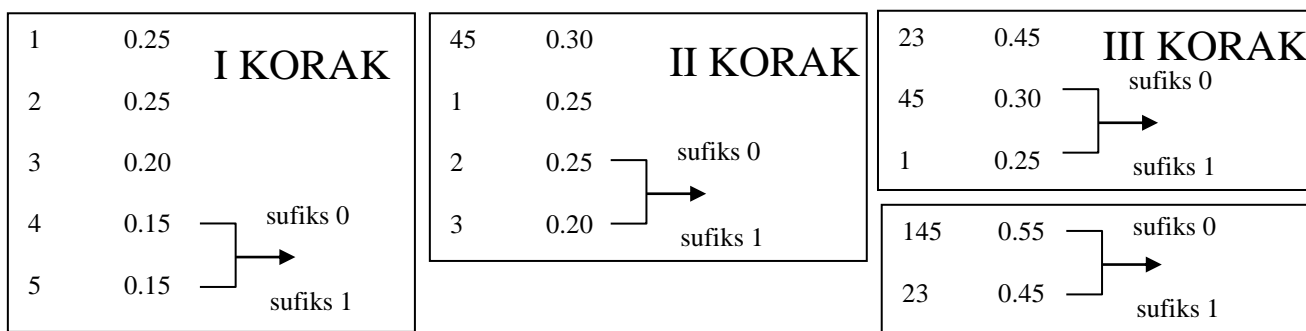 I KORAK
1 0.25
2 0.25
3 0.20
4 0.15 sufiks 0
5 0.15 sufiks 1
II KORAK
45 0.30
1 0.25
2 0.25 sufiks 0
3 0.20 sufiks 1
III KORAK
23 0.45
45 0.30 sufiks 0
1 0.25 sufiks 1
145 0.55 sufiks 0
23 0.45 sufiks 1